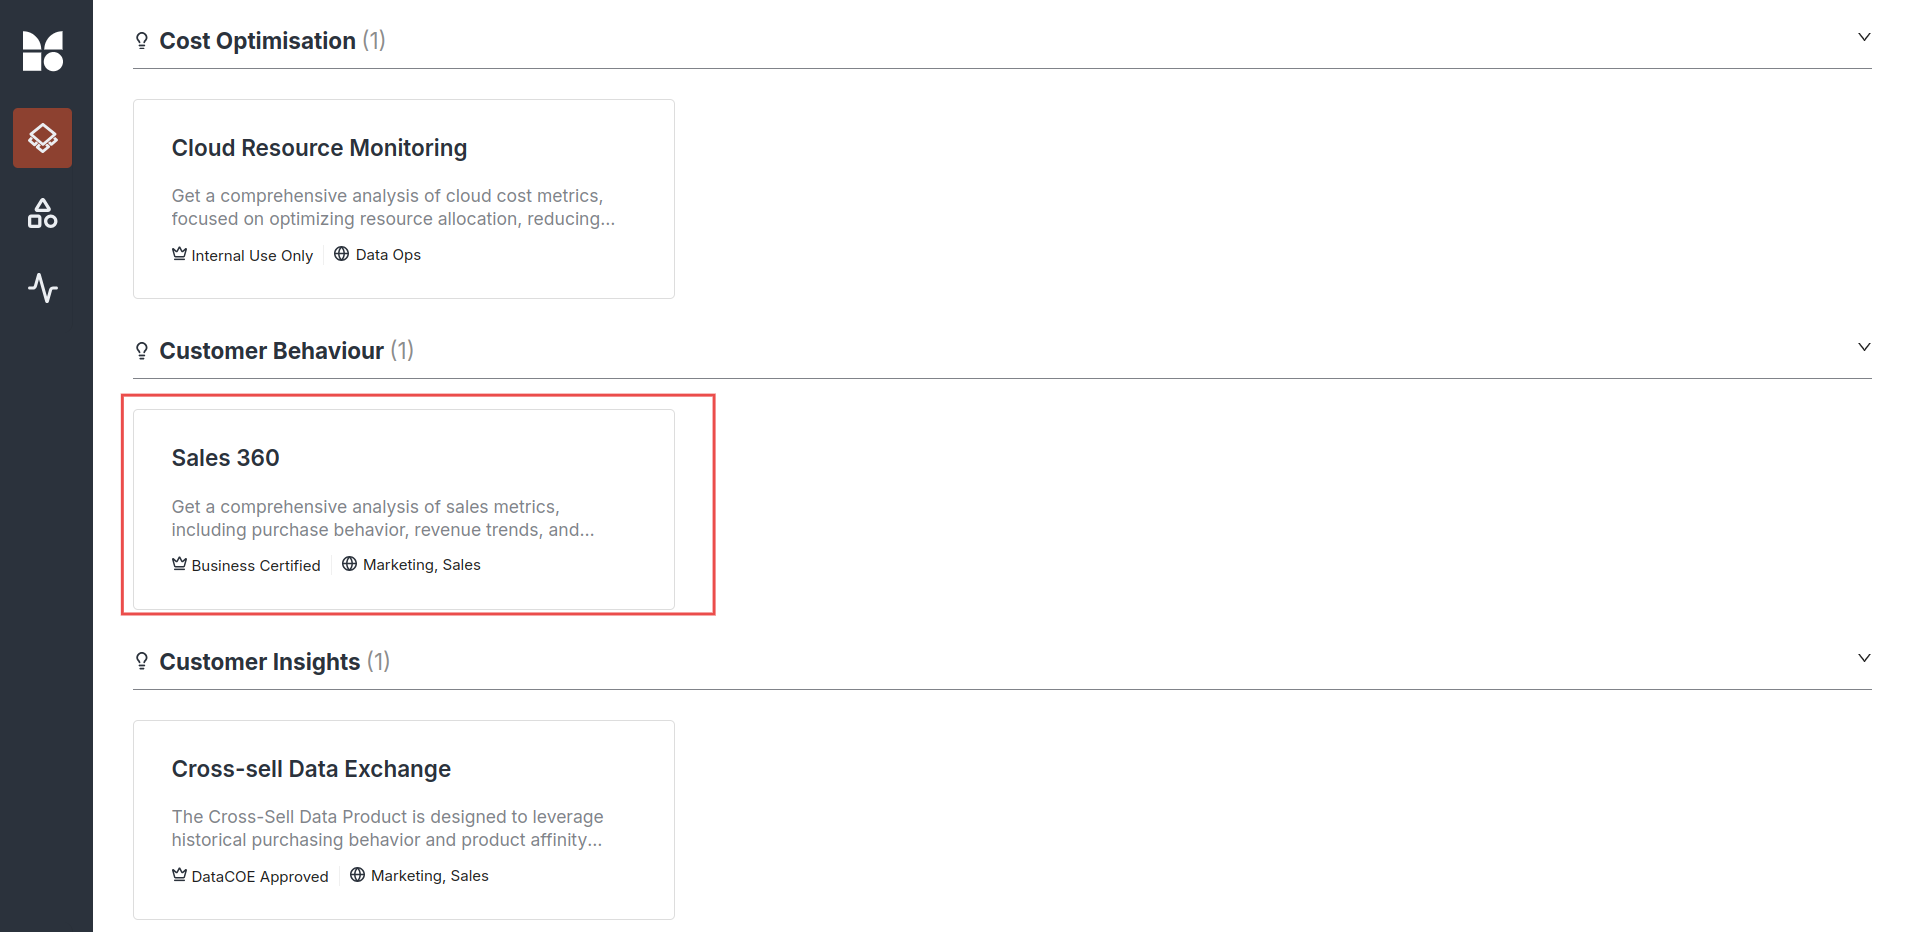 Cost Optimisation (1)
Cloud Resource Monitoring
Get a comprehensive analysis of cloud cost metrics,
focused on optimizing resource allocation, reducing...
Internal Use Only Data Ops
Customer Behaviour (1)
Sales 360
Get a comprehensive analysis of sales metrics,
including purchase behavior, revenue trends, and...
Business Certified Marketing, Sales
Customer Insights (1)
Cross-sell Data Exchange
The Cross-Sell Data Product is designed to leverage
historical purchasing behavior and product affinity...
DataCOE Approved Marketing, Sales